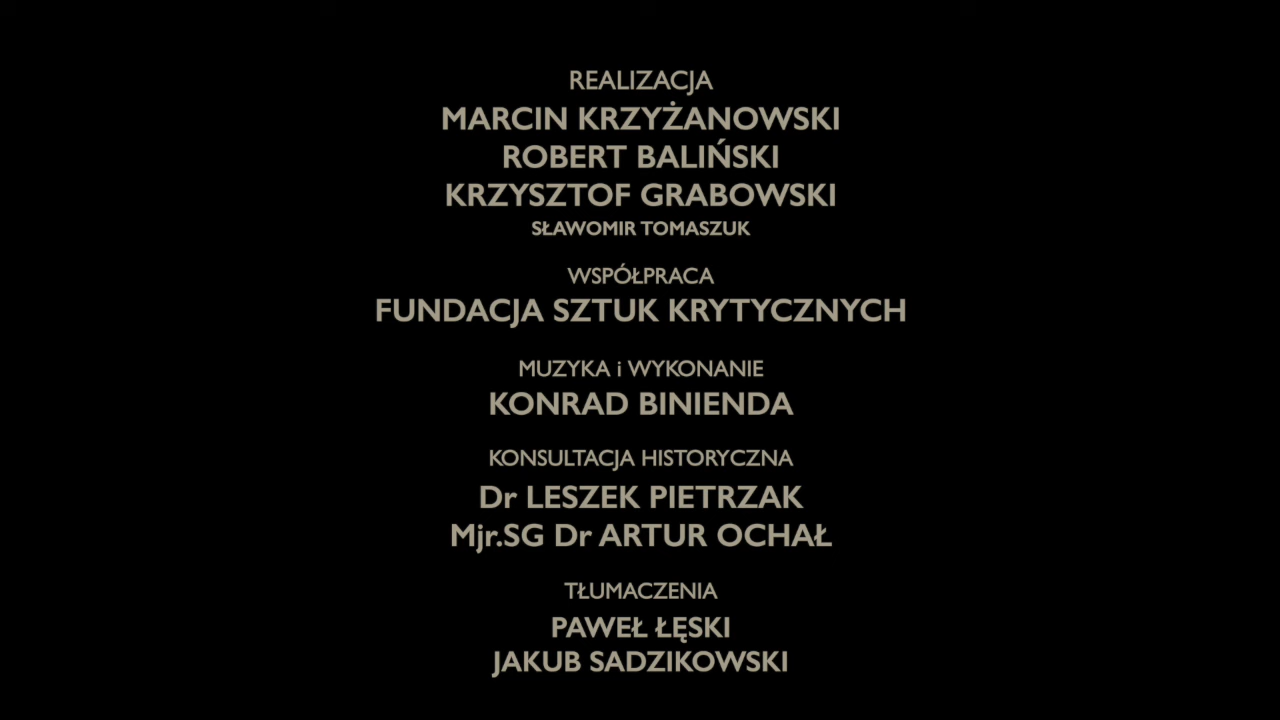 REALIZACJA
MARCIN KRZYŻANOWSKI
ROBERT BALIŃSKI
KRZYSZTOF GRABOWSKI
SŁAWOMIR TOMASZUK
WSPÓŁPRACA
FUNDACJA SZTUK KRYTYCZNYCH
MUZYKA i WYKONANIE
KONRAD BINIENDA
KONSULTACJA HISTORYCZNA
Dr LESZEK PIETRZAK
Mjr.SG Dr ARTUR OCHAŁ
TŁUMACZENIA
PAWEŁ ŁĘSKI
JAKUB SADZIKOWSKI